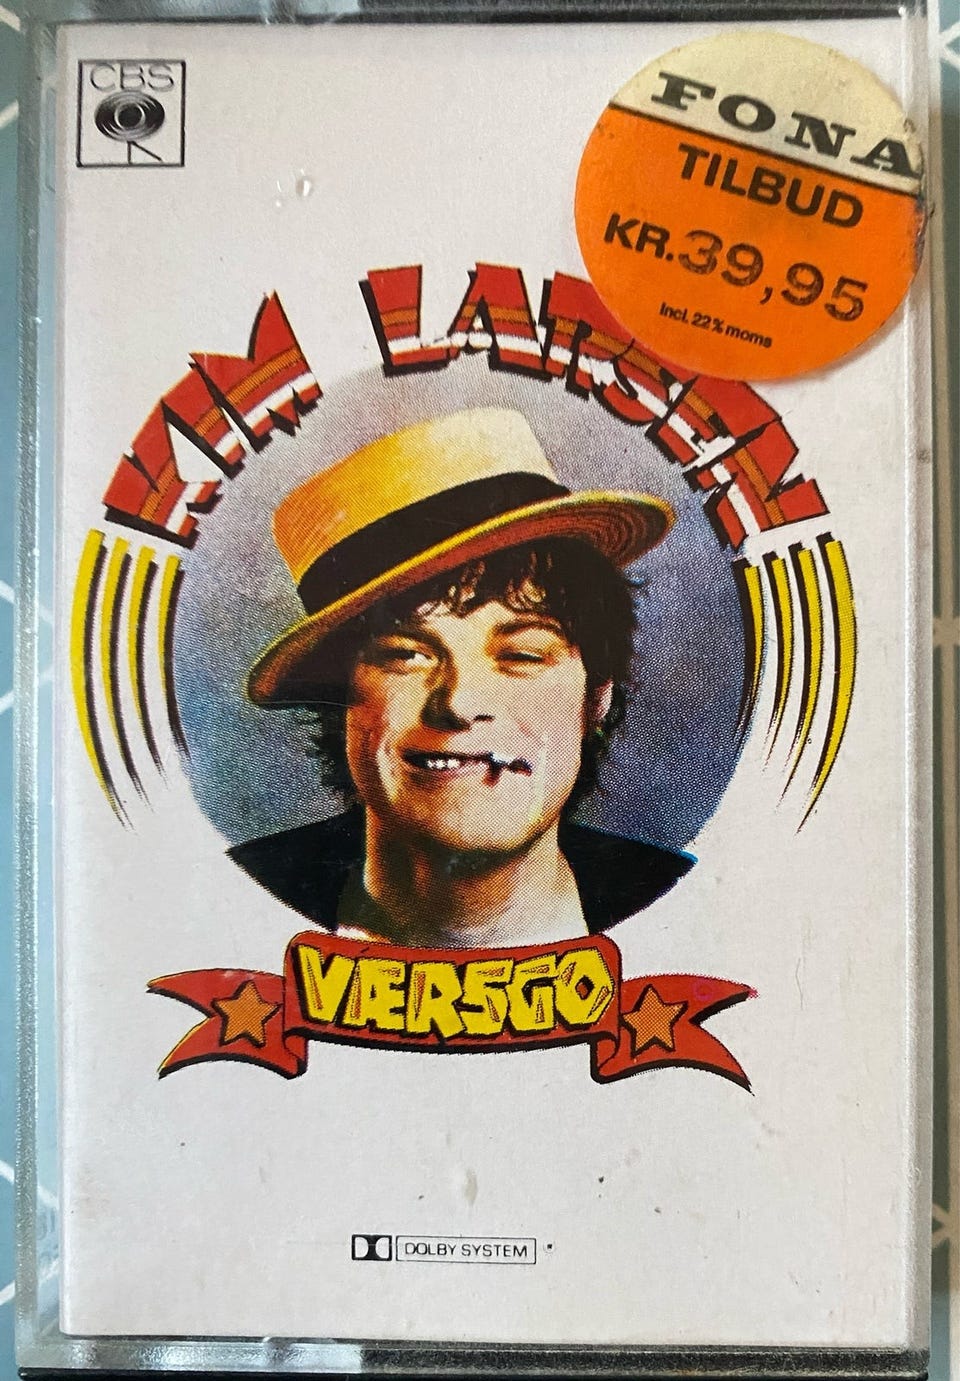 CBS
FONA
TILBUD
KR.39,95
Incl. 22% moms
KIM LARSEN
VÆRSGO
DOLBY SYSTEM